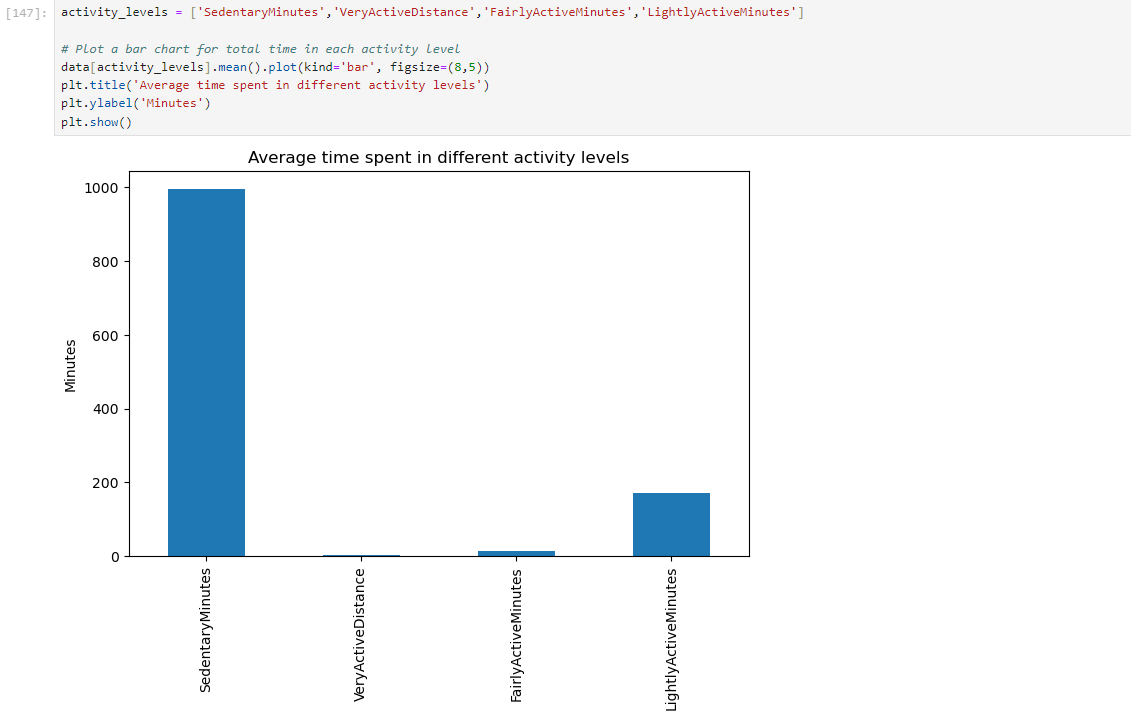 [147]:
activity_levels = ['SedentaryMinutes','VeryActiveDistance','FairlyActiveMinutes','LightlyActiveMinutes']
# Plot a bar chart for total time in each activity level
data[activity_levels].mean().plot(kind='bar', figsize=(8,5))
plt.title('Average time spent in different activity levels')
plt.ylabel('Minutes')
plt.show()
Average time spent in different activity levels
1000
800
600
400
200
0
Minutes
SedentaryMinutes
VeryActiveDistance
FairlyActiveMinutes
LightlyActiveMinutes